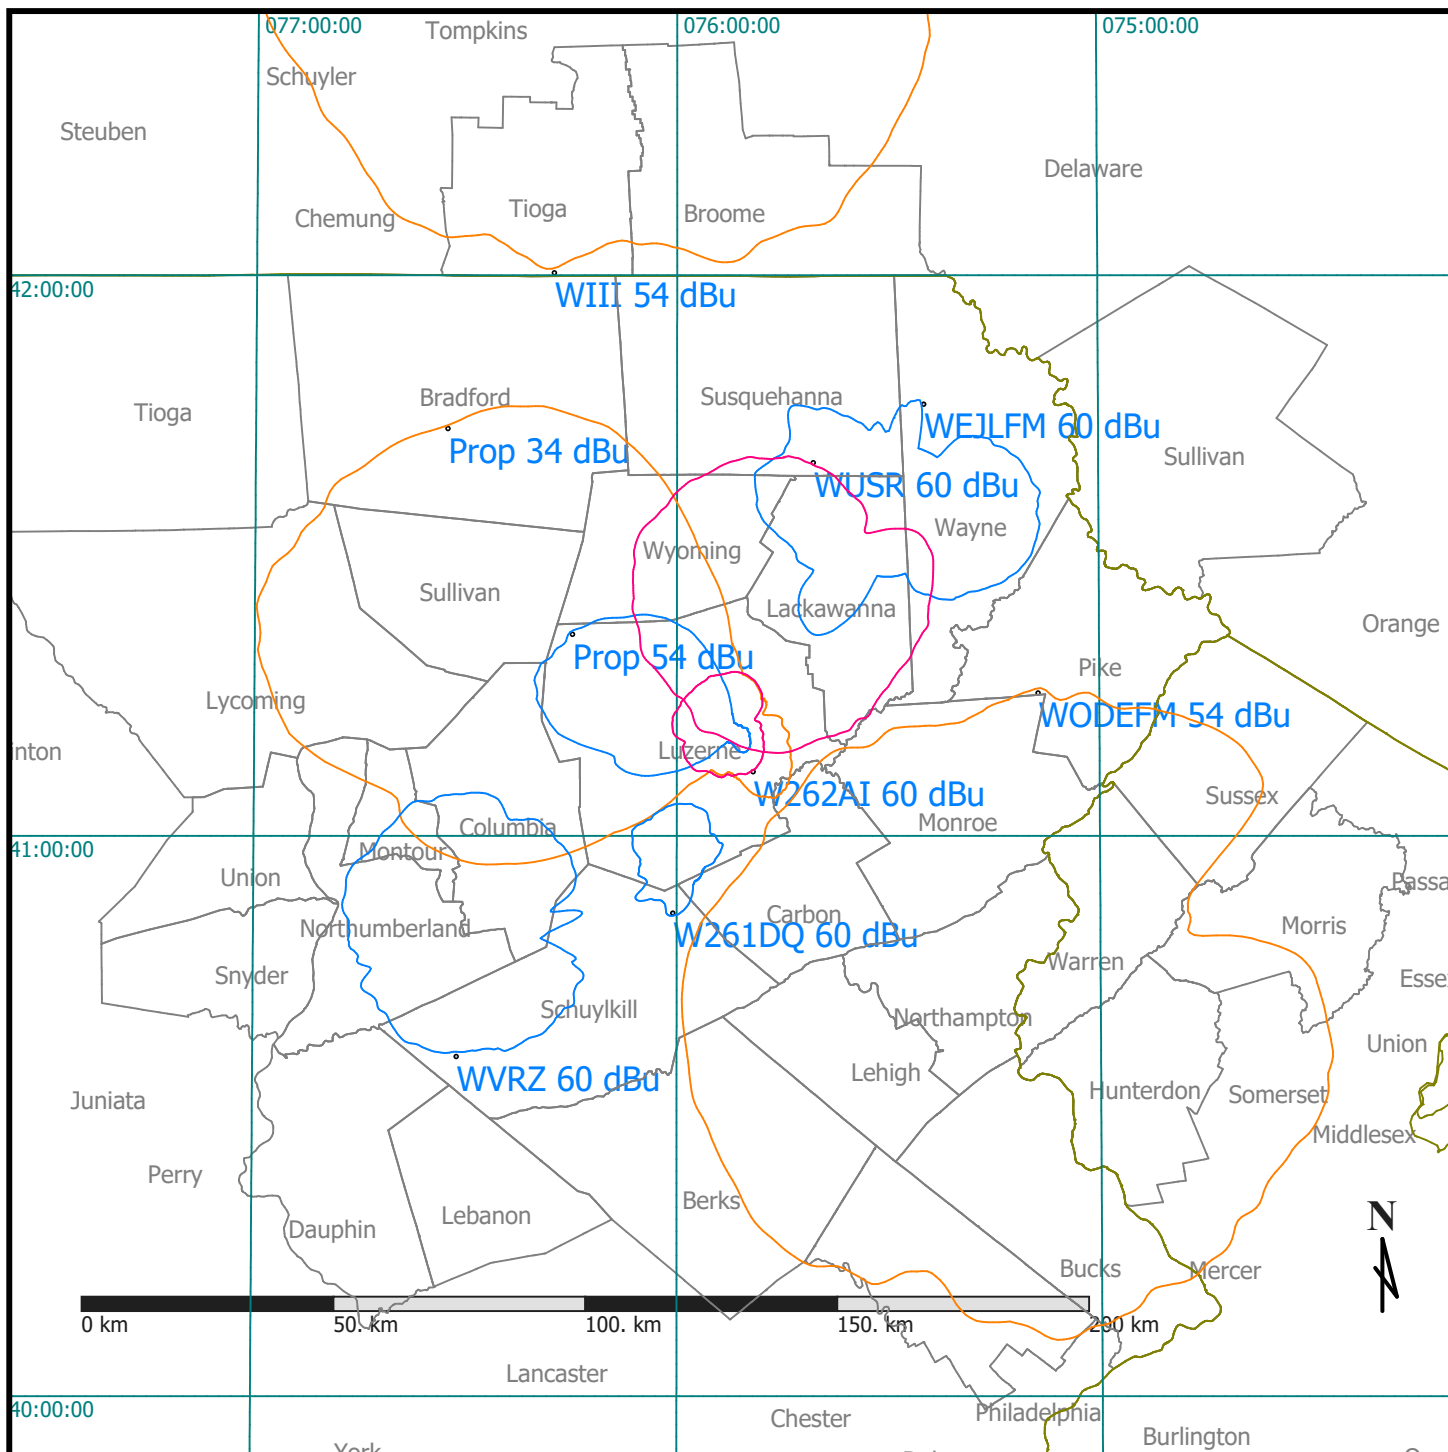 077:00:00
076:00:00
075:00:00
Tompkins
Schuyler
Steuben
Delaware
Tioga
Broome
Chemung
42:00:00
WIII 54 dBu
Bradford
Susquehanna
Tioga
WEJLFM 60 dBu
Prop 34 dBu
Sullivan
WUSR 60 dBu
Wayne
Wyoming
Sullivan
Lackawanna
Orange
Prop 54 dBu
Pike
Lycoming
WODEFM 54 dBu
inton
Luzerne
W262AI 60 dBu
Sussex
Monroe
Columbia
41:00:00
Montour
Union
Passa
Carbon
Northumberland
Morris
W261DQ 60 dBu
Warren
Snyder
Essex
Schuylkill
Northampton
Union
Lehigh
WVRZ 60 dBu
Hunterdon
Somerset
Juniata
Middlesex
Perry
Berks
Lebanon
Dauphin
N
Bucks
Mercer
0 km
50. km
100. km
150. km
200 km
Lancaster
40:00:00
Chester
Philadelphia
Burlington
York